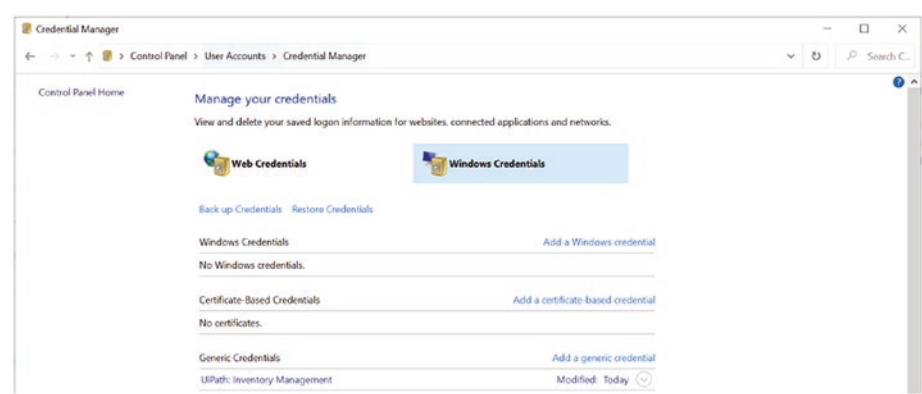 Credential Manager
Control Panel > User Accounts > Credential Manager
Search C...
Control Panel Home
Manage your credentials
View and delete your saved logon information for websites, connected applications and networks.
Web Credentials Windows Credentials
Back up Credentials Restore Credentials
Windows Credentials Add a Windows credential
No Windows credentials.
Certificate-Based Credentials Add a certificate-based credential
No certificates.
Generic Credentials Add a generic credential
UiPath: Inventory Management Modified: Today